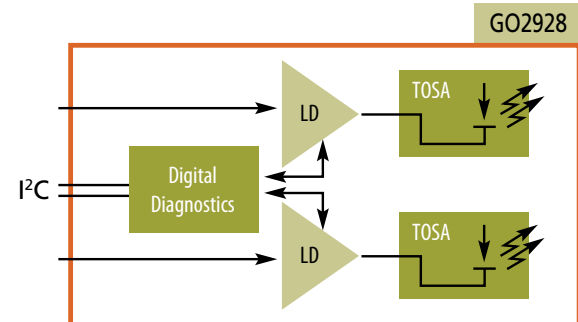 GO2928
LD
TOSA
I²C
Digital
Diagnostics
LD
TOSA